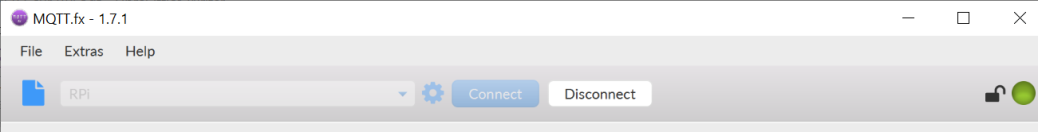 MQTT.fx - 1.7.1
File Extras Help
RPi Connect Disconnect